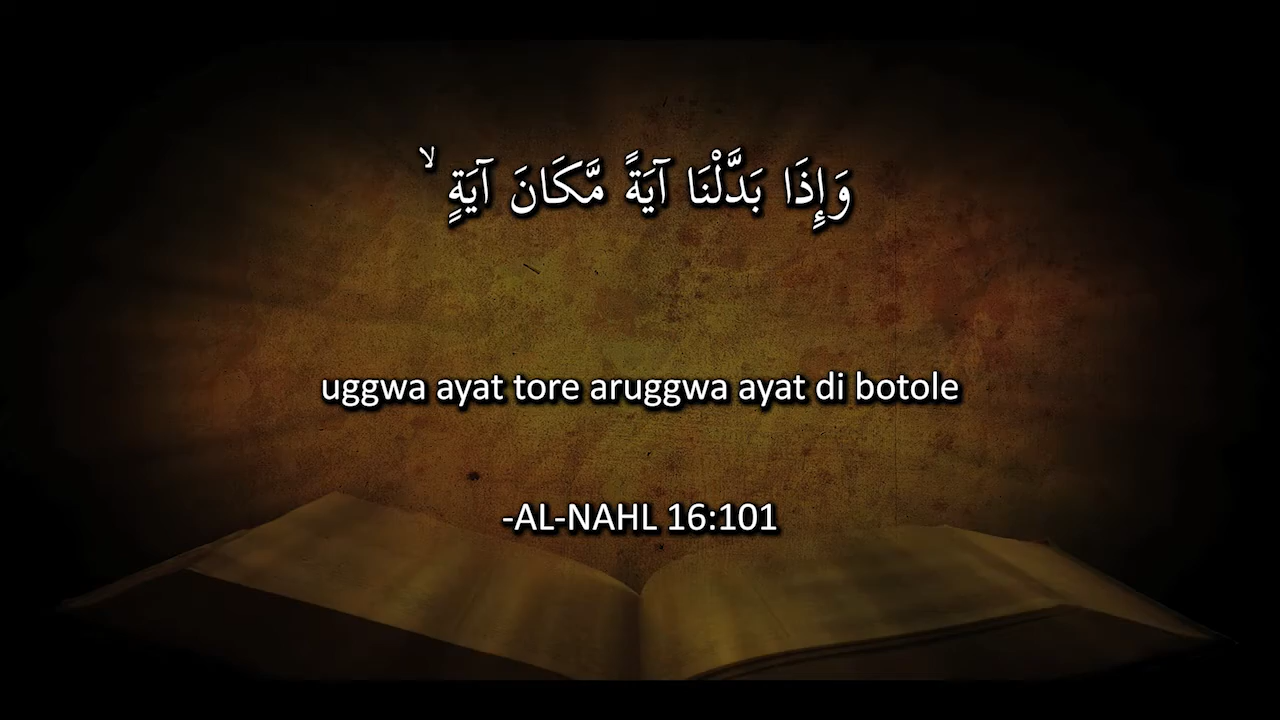 وَإِذَا بَدَّلْنَا آيَةً مَّكَانَ آيَةٍ ۙ
uggwa ayat tore aruggwa ayat di botole
-AL-NAHL 16:101